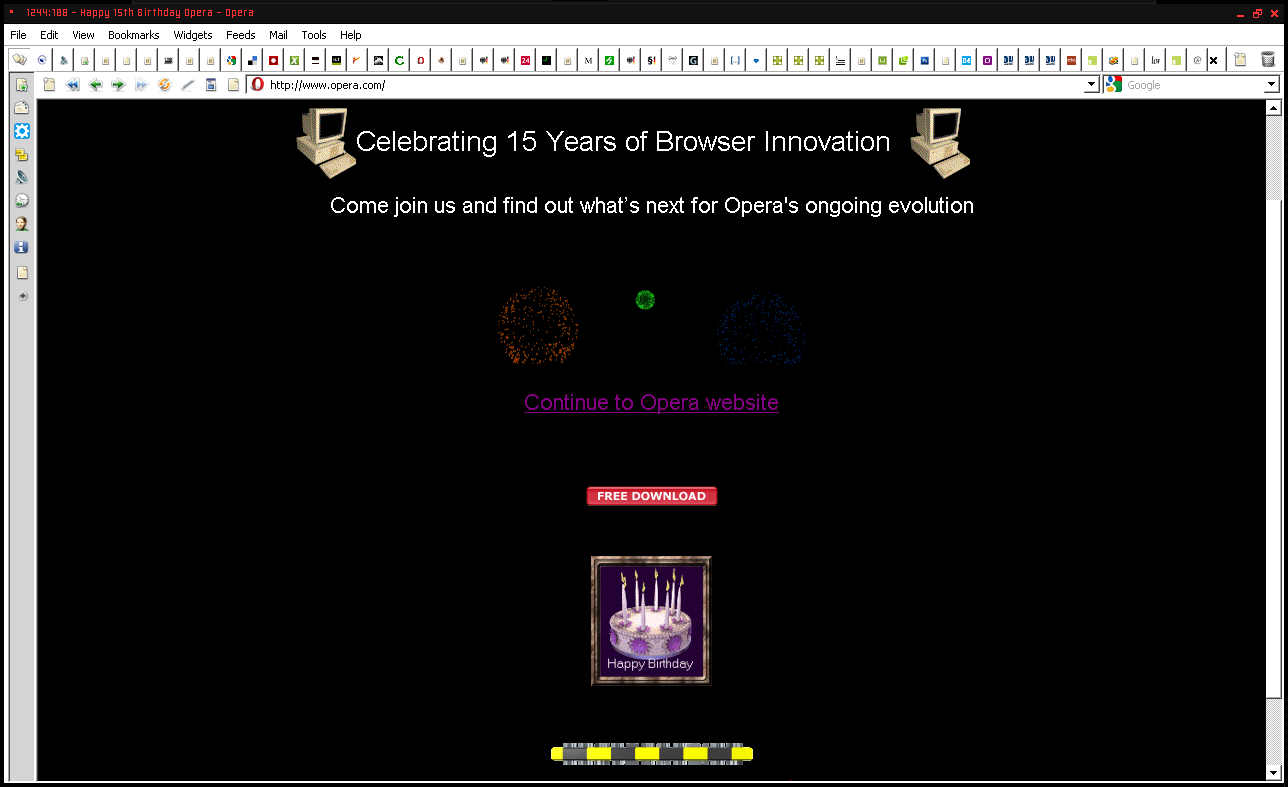 1244:788 - Happy 15th Birthday Opera - Opera
File Edit View Bookmarks Widgets Feeds Mail Tools Help
http://www.opera.com/ Google
Celebrating 15 Years of Browser Innovation
Come join us and find out what’s next for Opera's ongoing evolution
Continue to Opera website
FREE DOWNLOAD
Happy Birthday